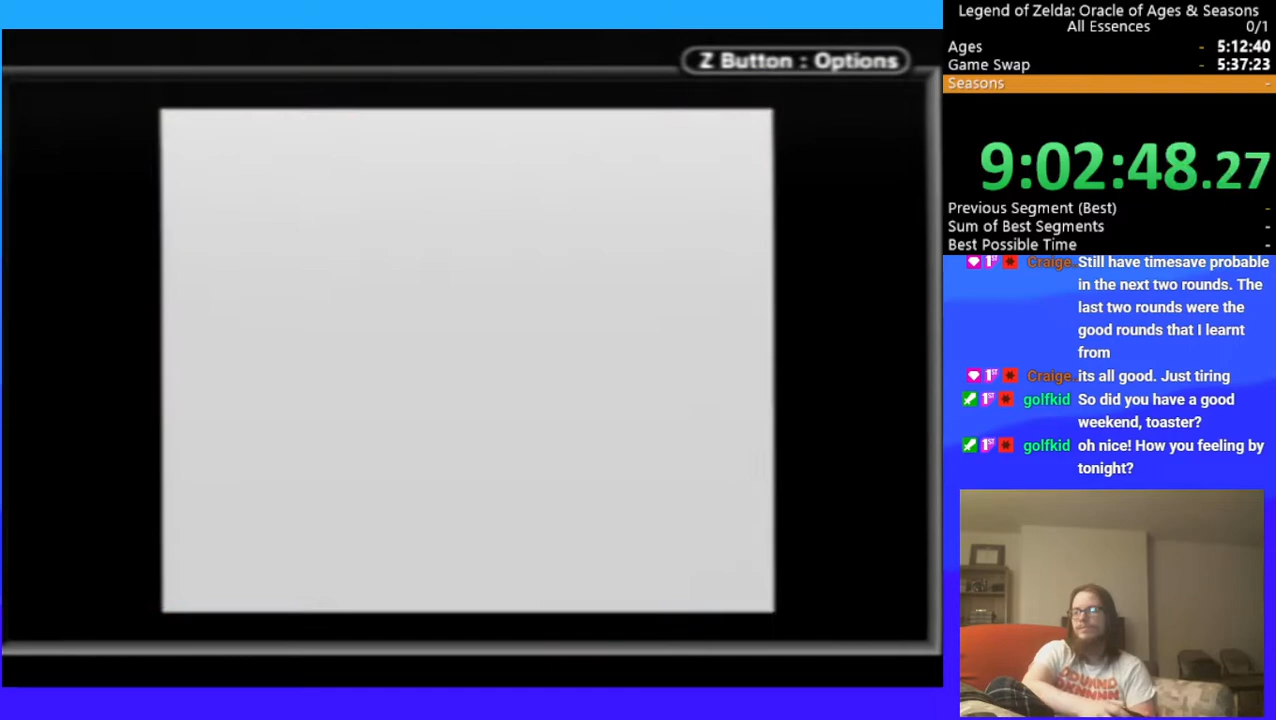 Z Button : Options
Legend of Zelda: Oracle of Ages & Seasons
All Essences 0/1
Ages - 5:12:40
Game Swap - 5:37:23
Seasons -
9:02:48.27
Previous Segment (Best) -
Sum of Best Segments -
Best Possible Time -
Craige.. Still have timesave probable
in the next two rounds. The
last two rounds were the
good rounds that I learnt
from
Craige.. its all good. Just tiring
golfkid So did you have a good
weekend, toaster?
golfkid oh nice! How you feeling by
tonight?